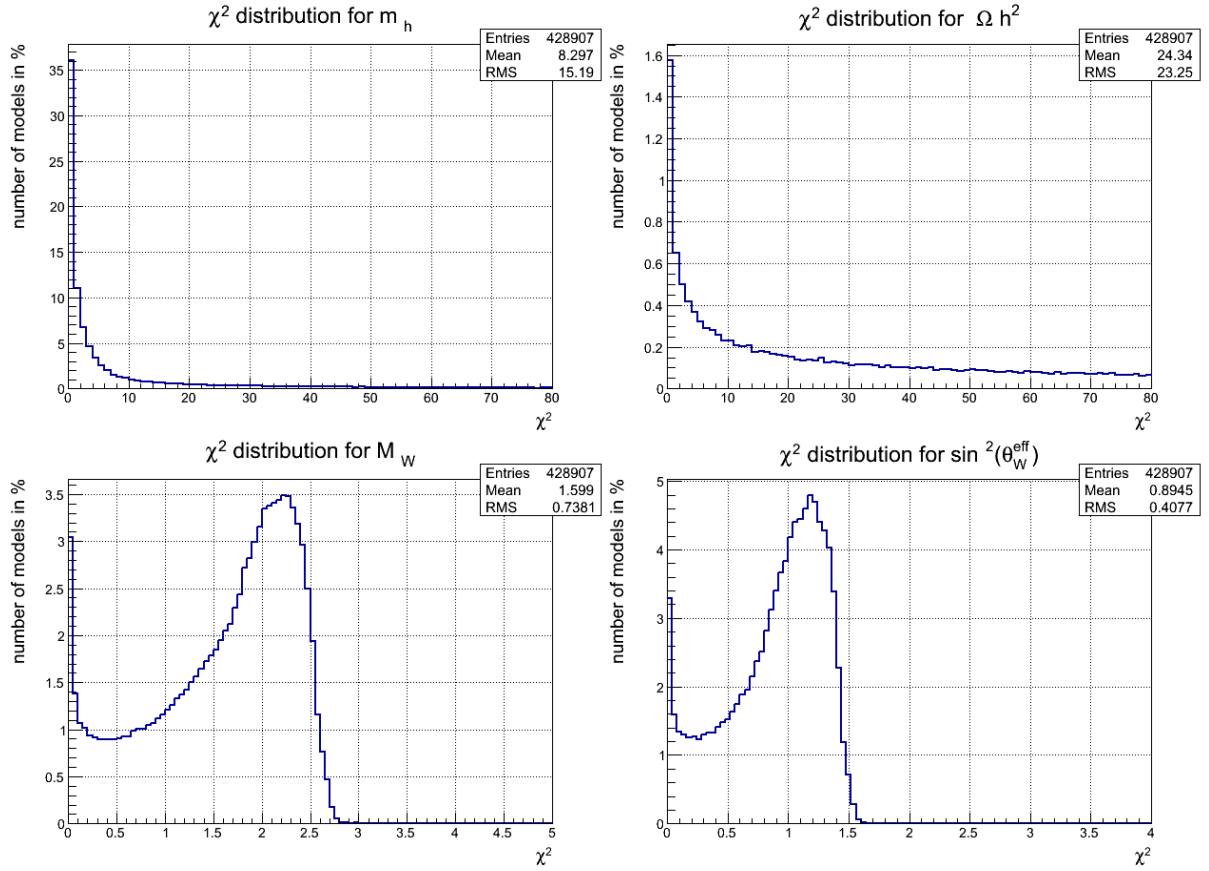 χ² distribution for m h
Entries 428907
Mean 8.297
RMS 15.19
number of models in %
35
30
25
20
15
10
5
0
0 10 20 30 40 50 60 70 80
χ²
χ² distribution for Ω h²
Entries 428907
Mean 24.34
RMS 23.25
number of models in %
1.6
1.4
1.2
1
0.8
0.6
0.4
0.2
0
0 10 20 30 40 50 60 70 80
χ²
χ² distribution for M W
Entries 428907
Mean 1.599
RMS 0.7381
number of models in %
3.5
3
2.5
2
1.5
1
0.5
0
0 0.5 1 1.5 2 2.5 3 3.5 4 4.5 5
χ²
χ² distribution for sin ²(θ_W^eff)
Entries 428907
Mean 0.8945
RMS 0.4077
number of models in %
5
4
3
2
1
0
0 0.5 1 1.5 2 2.5 3 3.5 4
χ²